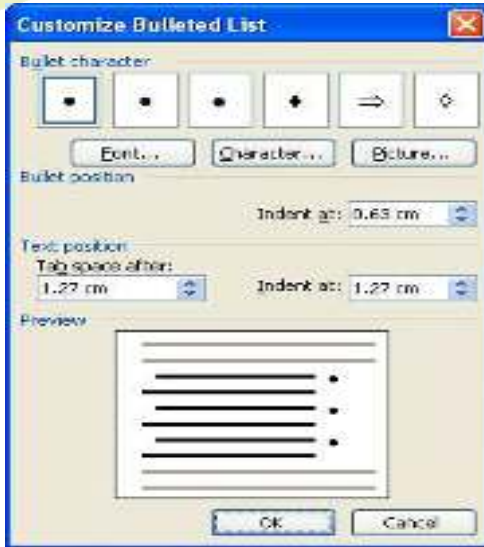 Customize Bulleted List
Bullet character
Font... Character... Picture...
Bullet position
Indent at: 0.63 cm
Text position
Tab space after:
1.27 cm Indent at: 1.27 cm
Preview
OK Cancel